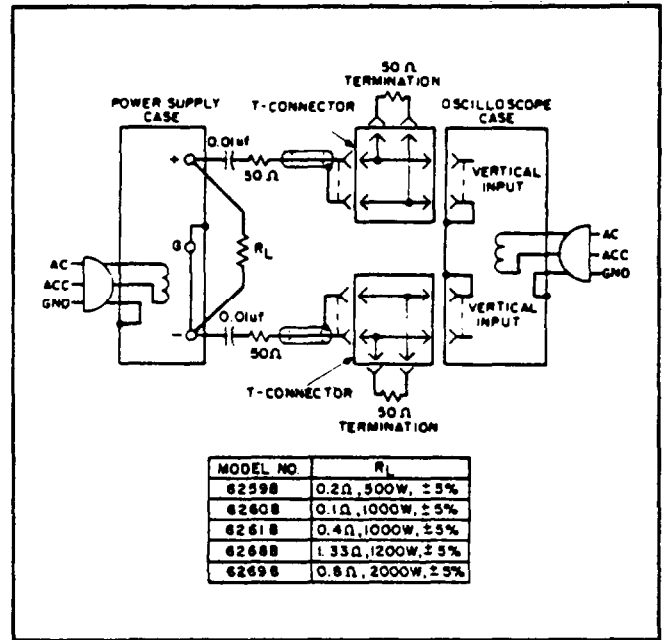 50 Ω
TERMINATION
T-CONNECTOR
POWER SUPPLY
CASE
OSCILLOSCOPE
CASE
0.01uf
+
50Ω
VERTICAL
INPUT
G
RL
AC
ACC
GND
AC
ACC
GND
0.01uf
-
50Ω
VERTICAL
INPUT
T-CONNECTOR
50 Ω
TERMINATION
MODEL NO. RL
6259B 0.2Ω, 500W, ±5%
6260B 0.1Ω, 1000W, ±5%
6261B 0.4Ω, 1000W, ±5%
6268B 1.33Ω, 1200W, ±5%
6269B 0.8Ω, 2000W, ±5%